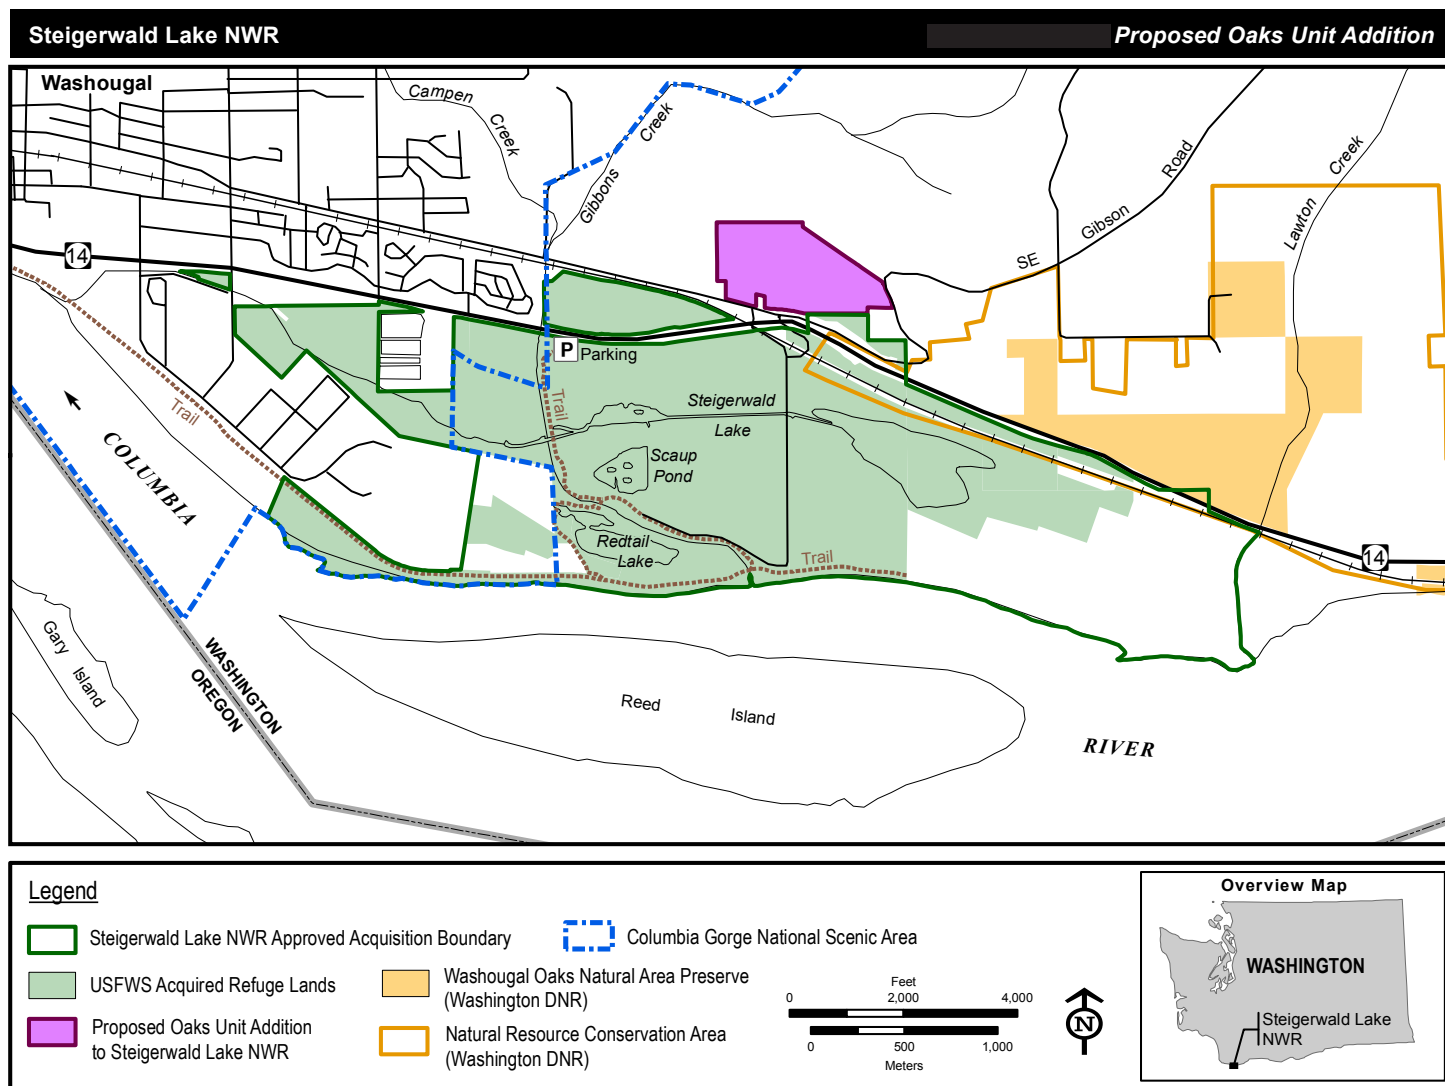 Steigerwald Lake NWR
Proposed Oaks Unit Addition
Washougal
Campen
Creek
Gibbons
Creek
14
SE
Gibson
Road
Lawton
Creek
P Parking
Trail
Trail
Steigerwald
Lake
Scaup
Pond
Redtail
Lake
Trail
14
COLUMBIA
RIVER
Gary
Island
WASHINGTON
OREGON
Reed Island
Legend
Steigerwald Lake NWR Approved Acquisition Boundary
USFWS Acquired Refuge Lands
Proposed Oaks Unit Addition
to Steigerwald Lake NWR
Columbia Gorge National Scenic Area
Washougal Oaks Natural Area Preserve
(Washington DNR)
Natural Resource Conservation Area
(Washington DNR)
Feet
0 2,000 4,000
0 500 1,000
Meters
N
Overview Map
WASHINGTON
Steigerwald Lake
NWR